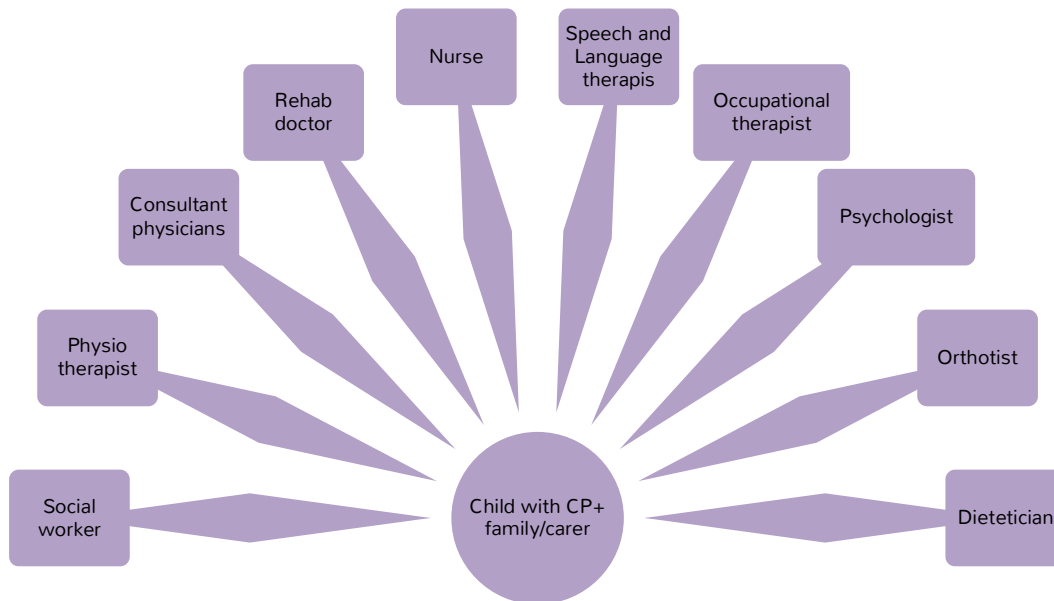 Nurse
Speech and
Language
therapis
Rehab
doctor
Occupational
therapist
Consultant
physicians
Psychologist
Physio
therapist
Orthotist
Social
worker
Child with CP+
family/carer
Dietetician